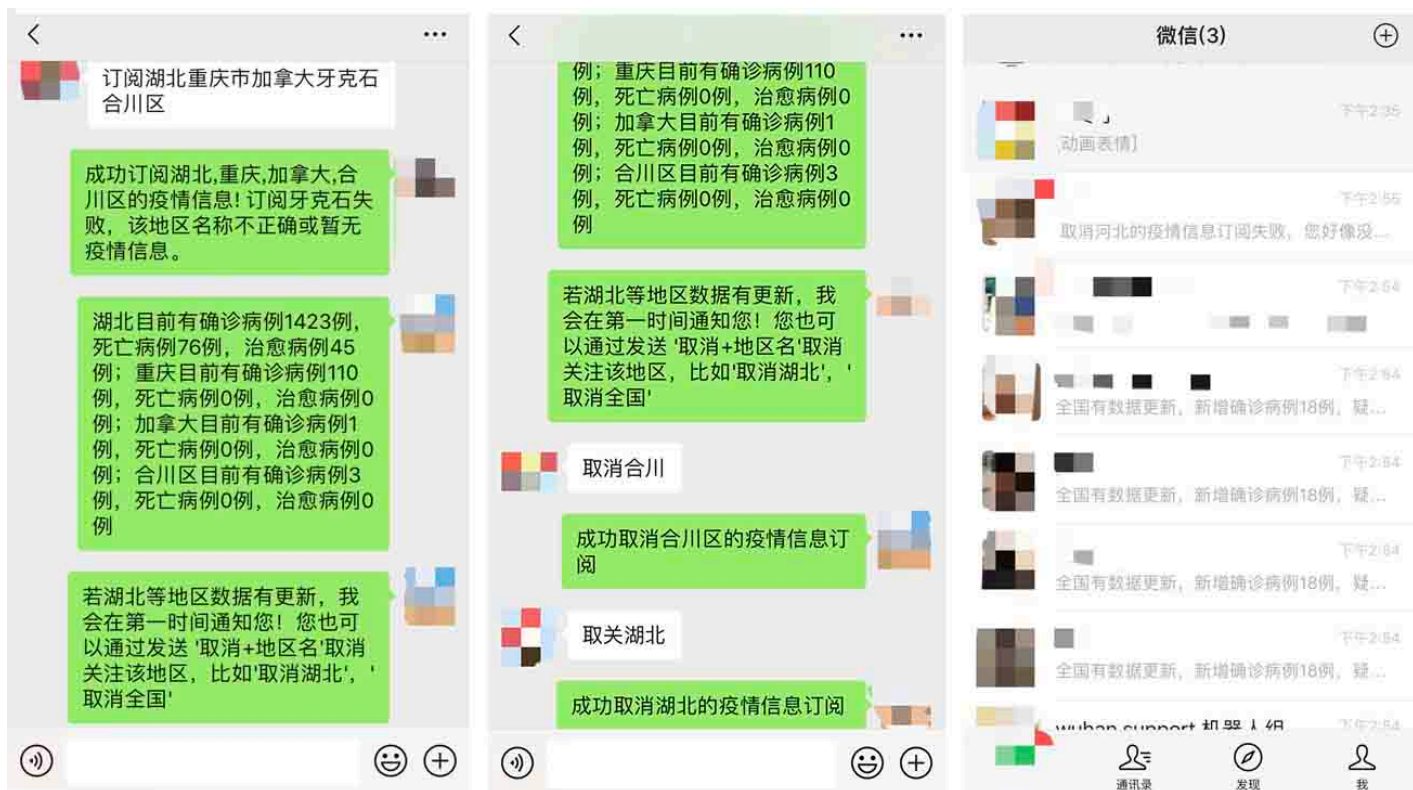 订阅湖北重庆市加拿大牙克石
合川区
成功订阅湖北,重庆,加拿大,合
川区的疫情信息! 订阅牙克石失
败，该地区名称不正确或暂无
疫情信息。
湖北目前有确诊病例1423例，
死亡病例76例，治愈病例45
例；重庆目前有确诊病例110
例，死亡病例0例，治愈病例0
例；加拿大目前有确诊病例1
例，死亡病例0例，治愈病例0
例；合川区目前有确诊病例3
例，死亡病例0例，治愈病例0
例
若湖北等地区数据有更新，我
会在第一时间通知您！您也可
以通过发送 '取消+地区名'取消
关注该地区，比如'取消湖北'，'
取消全国'
例；重庆目前有确诊病例110
例，死亡病例0例，治愈病例0
例；加拿大目前有确诊病例1
例，死亡病例0例，治愈病例0
例；合川区目前有确诊病例3
例，死亡病例0例，治愈病例0
例
若湖北等地区数据有更新，我
会在第一时间通知您！您也可
以通过发送 '取消+地区名'取消
关注该地区，比如'取消湖北'，'
取消全国'
取消合川
成功取消合川区的疫情信息订
阅
取关湖北
成功取消湖北的疫情信息订阅
微信(3)
下午2:35
动画表情]
下午2:55
取消河北的疫情信息订阅失败，您好像没...
下午2:54
下午2:54
全国有数据更新，新增确诊病例18例，疑...
下午2:54
全国有数据更新，新增确诊病例18例，疑...
下午2:54
全国有数据更新，新增确诊病例18例，疑...
下午2:54
全国有数据更新，新增确诊病例18例，疑...
wuhan support 机器人组
下午2:54
通讯录
发现
我